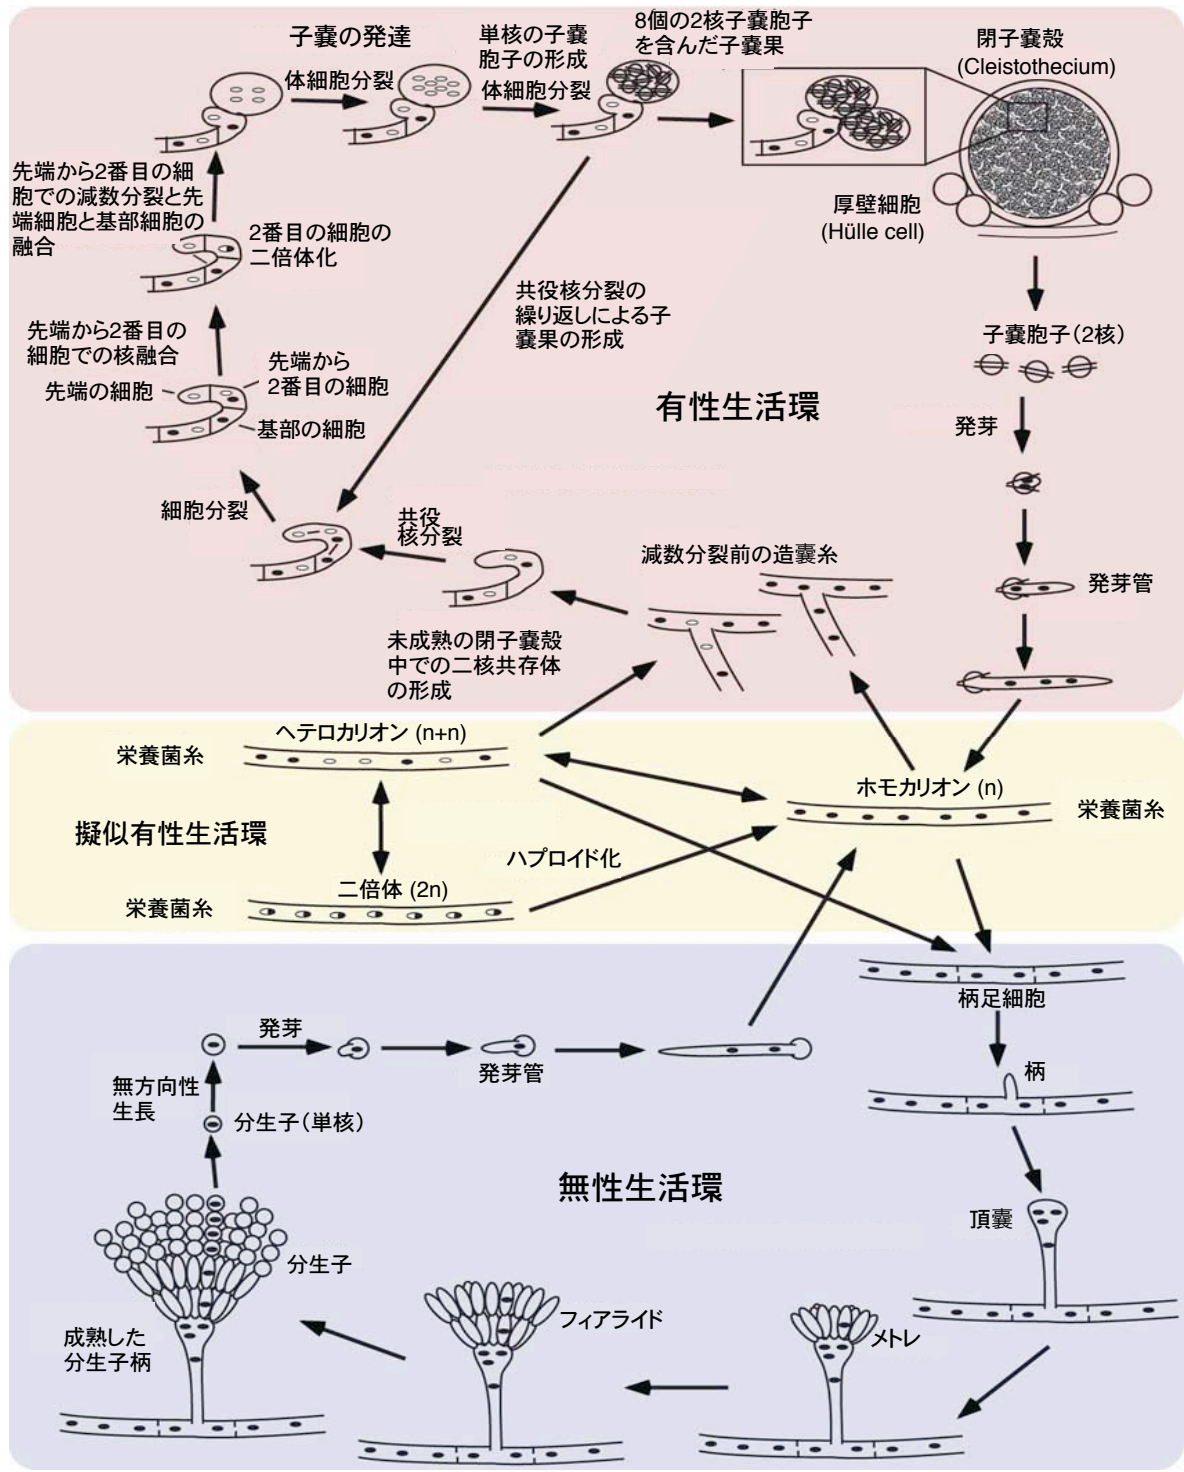 子嚢の発達
体細胞分裂
単核の子嚢
胞子の形成
体細胞分裂
8個の2核子嚢胞子
を含んだ子嚢果
閉子嚢殻
(Cleistothecium)
厚壁細胞
(Hülle cell)
先端から2番目の細
胞での減数分裂と先
端細胞と基部細胞の
融合
2番目の細胞の
二倍体化
共役核分裂の
繰り返しによる子
嚢果の形成
先端から2番目の
細胞での核融合
先端の細胞
先端から
2番目の細胞
基部の細胞
有性生活環
子嚢胞子(2核)
発芽
発芽管
細胞分裂
共役
核分裂
減数分裂前の造嚢糸
未成熟の閉子嚢殻
中での二核共存体
の形成
ヘテロカリオン (n+n)
栄養菌糸
ホモカリオン (n)
栄養菌糸
擬似有性生活環
ハプロイド化
二倍体 (2n)
栄養菌糸
柄足細胞
発芽
発芽管
柄
無方向性
生長
分生子(単核)
無性生活環
頂嚢
分生子
フィアライド
メトレ
成熟した
分生子柄